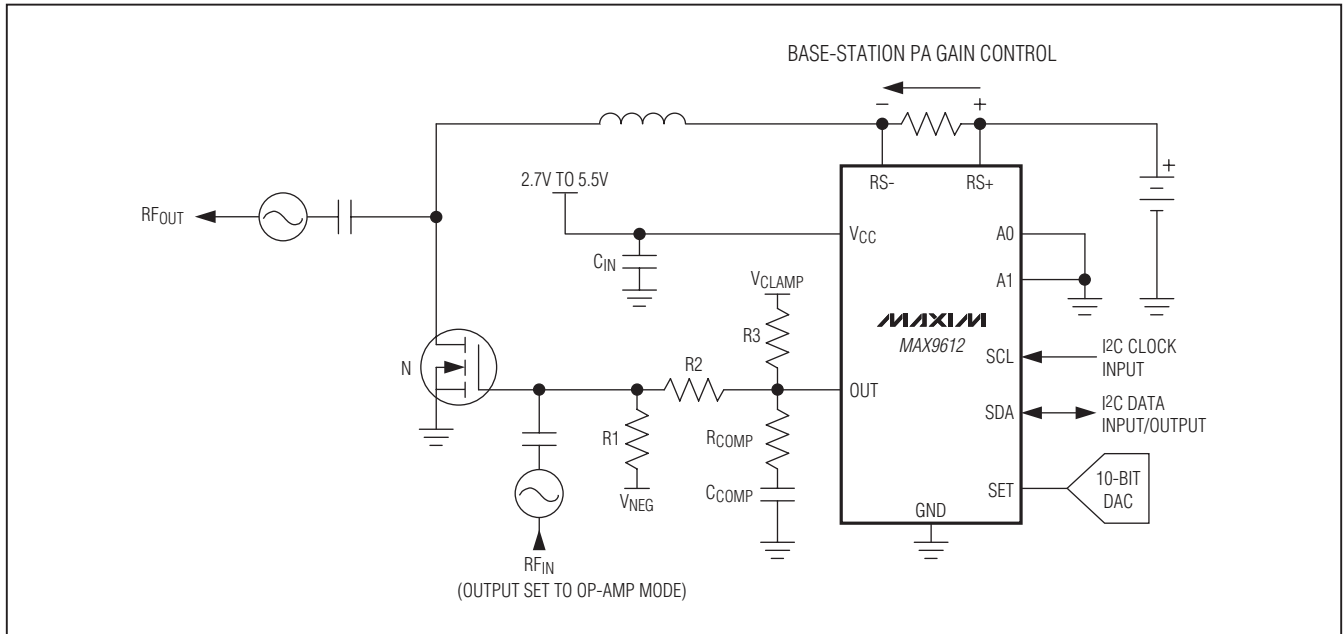 BASE-STATION PA GAIN CONTROL
− +
RS- RS+
+
2.7V TO 5.5V
RFOUT
VCC
A0
CIN
VCLAMP
A1
MAXIM
MAX9612
R3
SCL
I2C CLOCK
INPUT
N
R2
OUT
SDA
I2C DATA
INPUT/OUTPUT
R1
RCOMP
CCOMP
VNEG
SET
10-BIT
DAC
GND
RFIN
(OUTPUT SET TO OP-AMP MODE)